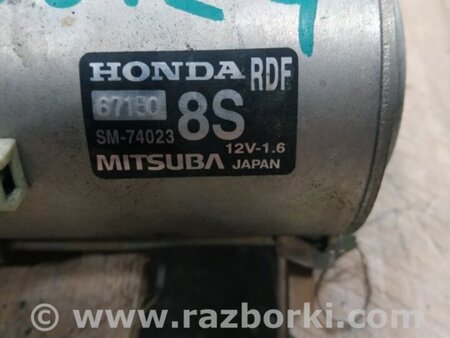 HONDA RDF
67150
SM-74023 8S
12V-1.6
MITSUBA JAPAN
© www.razborki.com